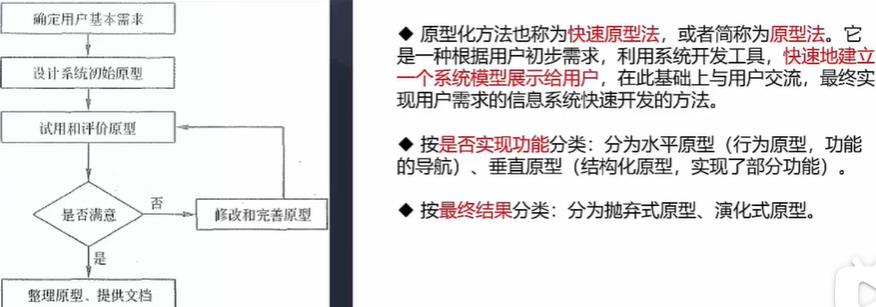 确定用户基本需求
设计系统初始原型
试用和评价原型
是否满意
否
修改和完善原型
是
整理原型、提供文档
◆ 原型化方法也称为快速原型法，或者简称为原型法。它
是一种根据用户初步需求，利用系统开发工具，快速地建立
一个系统模型展示给用户，在此基础上与用户交流，最终实
现用户需求的信息系统快速开发的方法。
◆ 按是否实现功能分类：分为水平原型（行为原型，功能
的导航）、垂直原型（结构化原型，实现了部分功能）。
◆ 按最终结果分类：分为抛弃式原型、演化式原型。